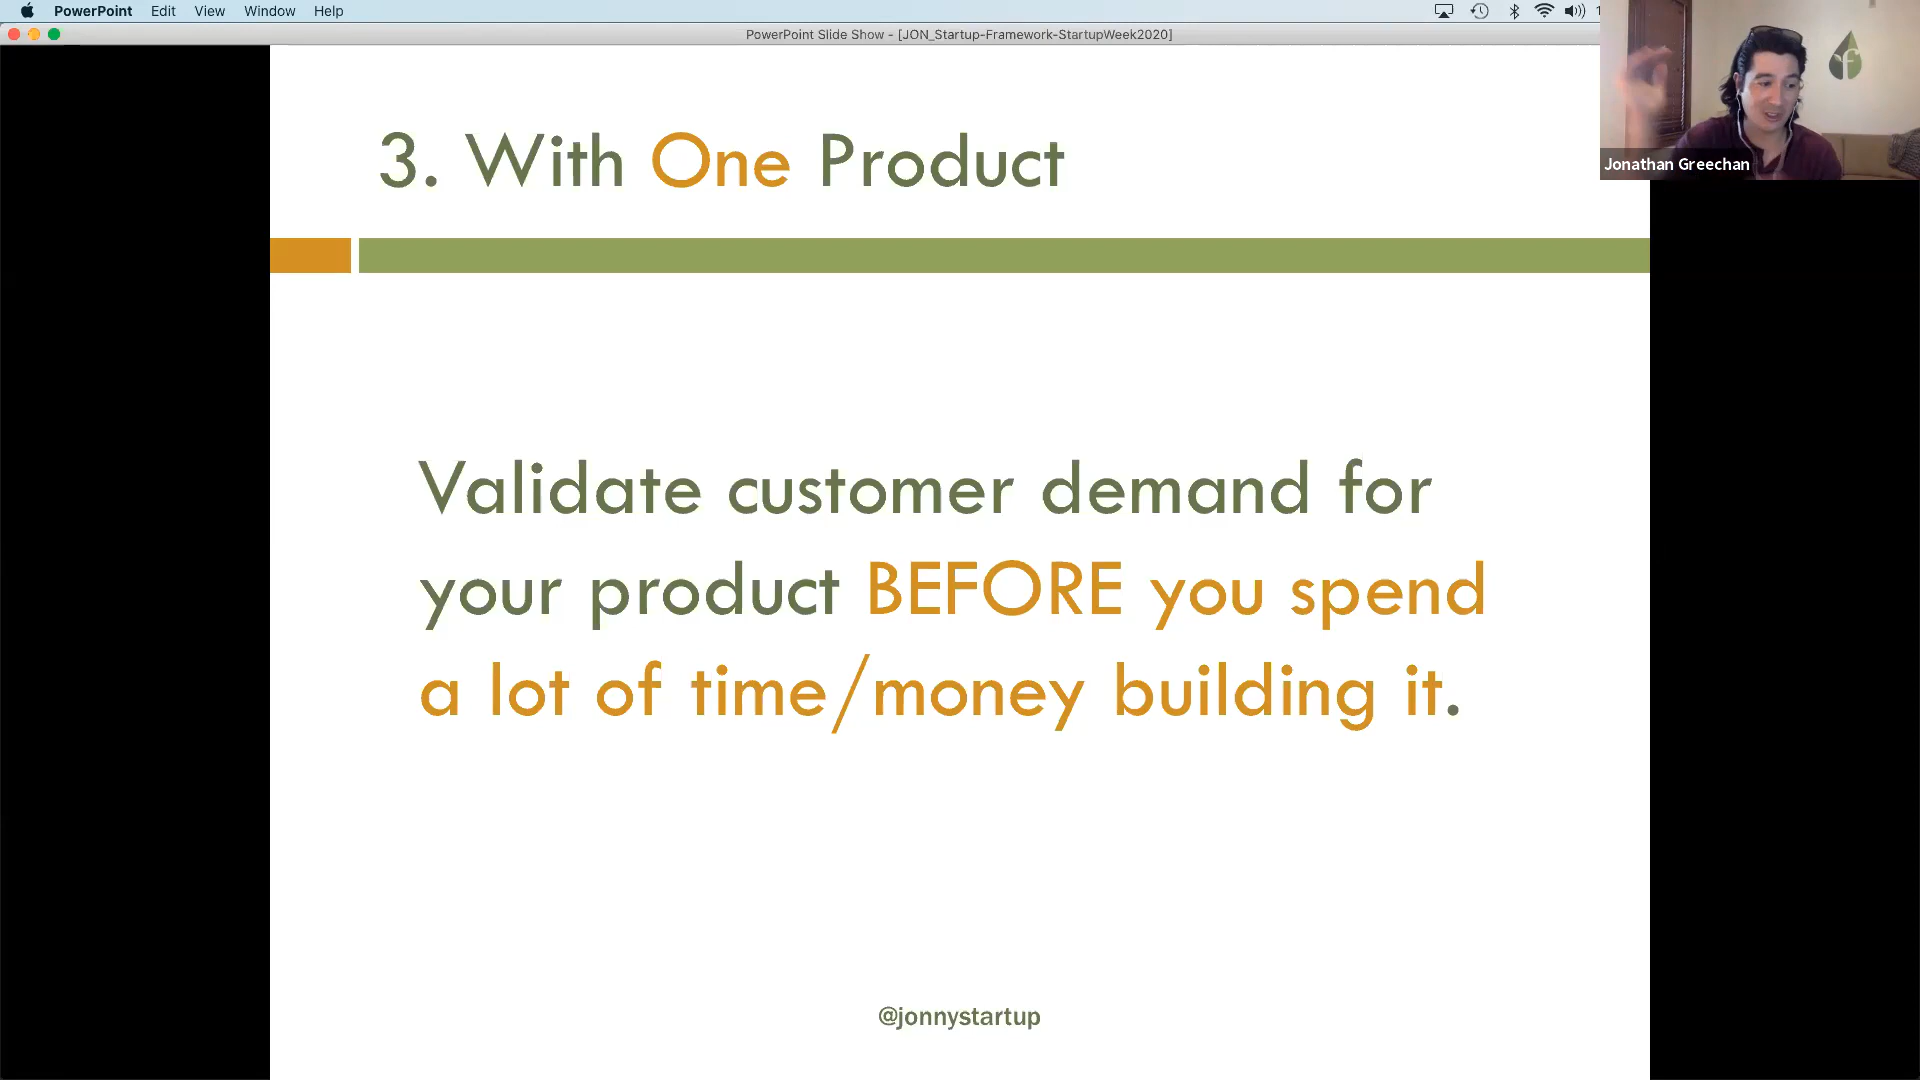 PowerPoint Edit View Window Help
PowerPoint Slide Show - [JON_Startup-Framework-StartupWeek2020]
Jonathan Greechan
3. With One Product
Validate customer demand for
your product BEFORE you spend
a lot of time/money building it.
@jonnystartup